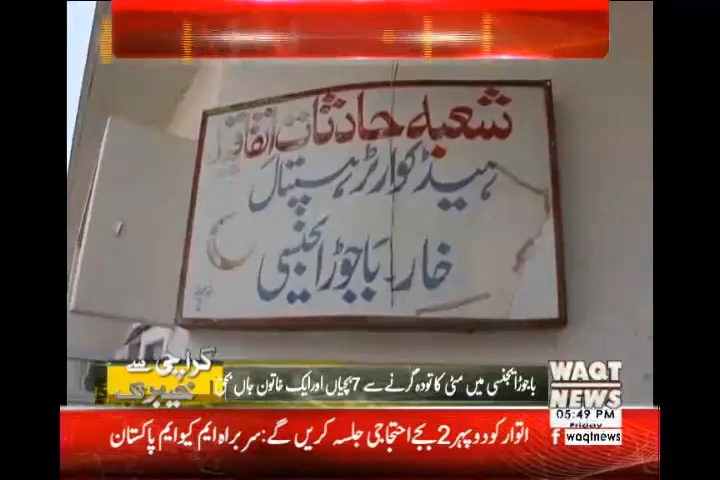 شعبہ حادثات اتفاقیہ
ہیڈکوارٹر ہسپتال
خار باجوڑ ایجنسی
کراچی سے
خیبر تک
باجوڑ ایجنسی میں مٹی کا تودہ گرنے سے 7 بچیاں اور ایک خاتون جاں بحق
WAQT
NEWS
05:49 PM
Friday
f waqtnews
اتوار کو دوپہر 2 بجے احتجاجی جلسہ کریں گے: سربراہ ایم کیو ایم پاکستان